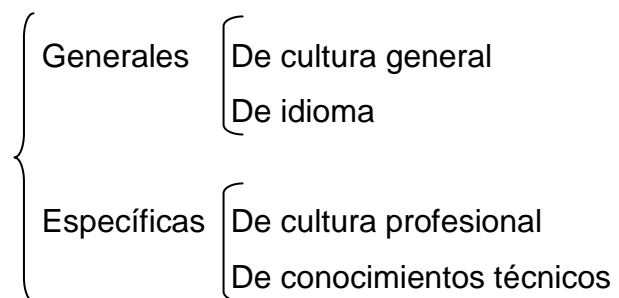 Generales De cultura general
De idioma
Específicas De cultura profesional
De conocimientos técnicos